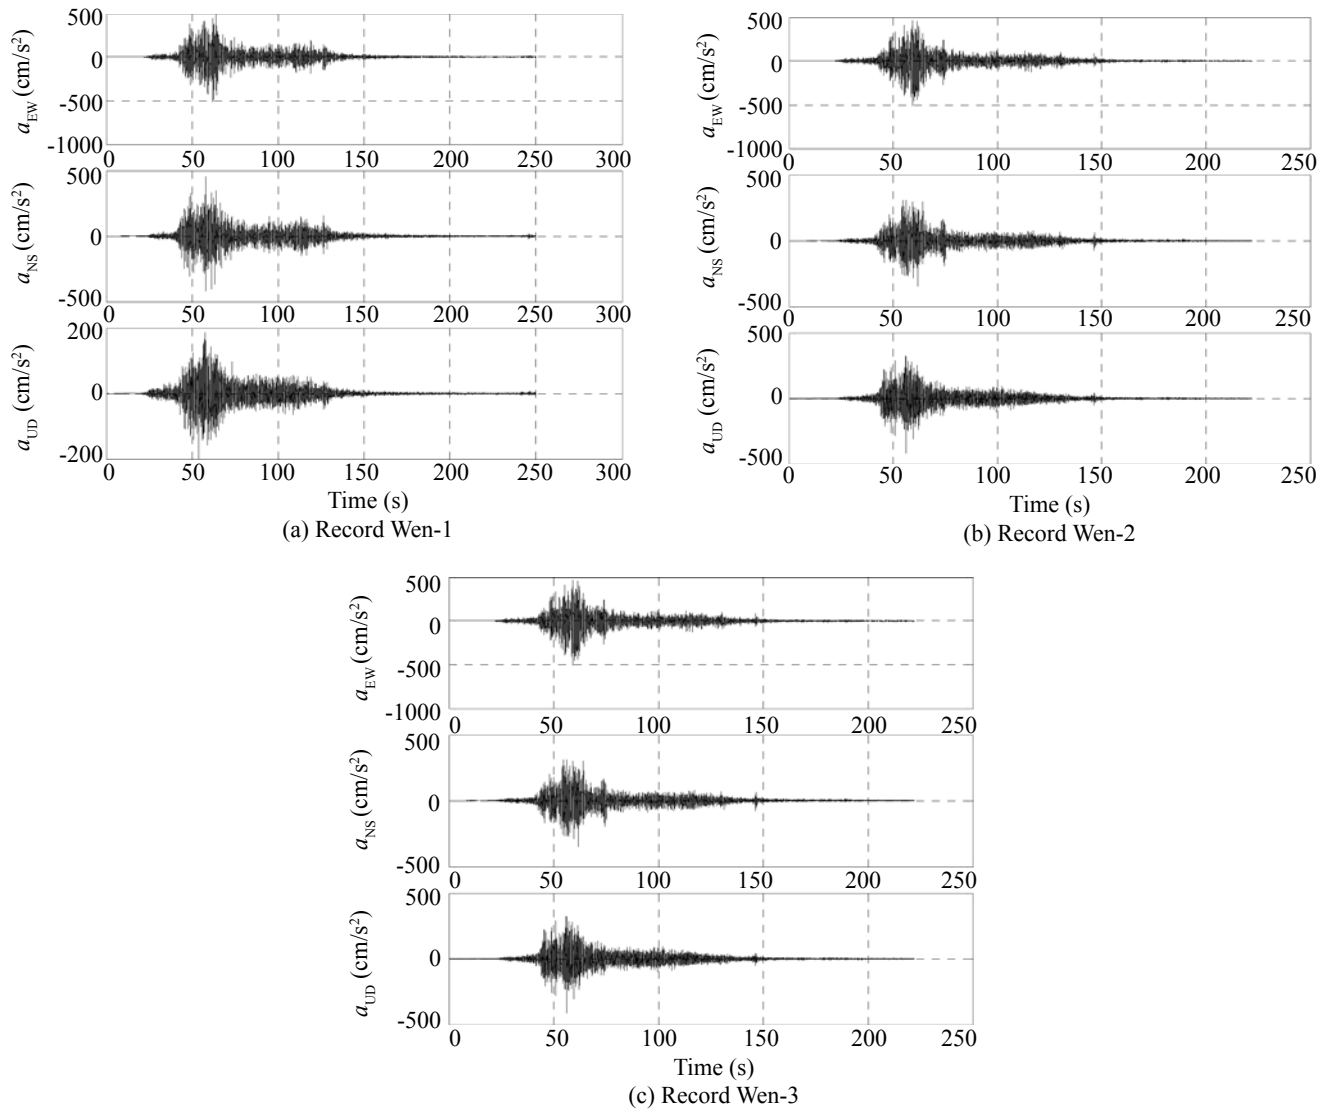 500
0
-500
-1000
a_EW (cm/s²)
0 50 100 150 200 250 300
500
0
-500
a_NS (cm/s²)
0 50 100 150 200 250 300
200
0
-200
a_UD (cm/s²)
0 50 100 150 200 250 300
Time (s)
(a) Record Wen-1
500
0
-500
-1000
a_EW (cm/s²)
0 50 100 150 200 250
500
0
-500
a_NS (cm/s²)
0 50 100 150 200 250
500
0
-500
a_UD (cm/s²)
0 50 100 150 200 250
Time (s)
(b) Record Wen-2
500
0
-500
-1000
a_EW (cm/s²)
0 50 100 150 200 250
500
0
-500
a_NS (cm/s²)
0 50 100 150 200 250
500
0
-500
a_UD (cm/s²)
0 50 100 150 200 250
Time (s)
(c) Record Wen-3